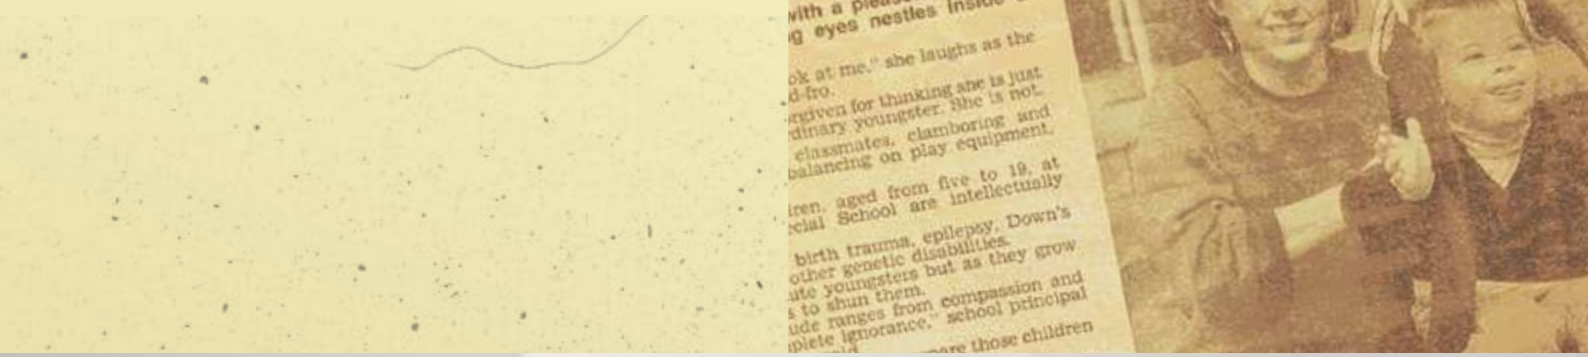 with a
g eyes nestles inside
ok at me," she laughs as the
d-fro.
rgiven for thinking she is just
dinary youngster. She is not.
classmates, clamboring and
balancing on play equipment.
ren, aged from five to 19, at
cial School are intellectually
birth trauma, epilepsy, Down's
other genetic disabilities.
ute youngsters but as they grow
s to shun them.
ude ranges from compassion and
plete ignorance," school principal
those children